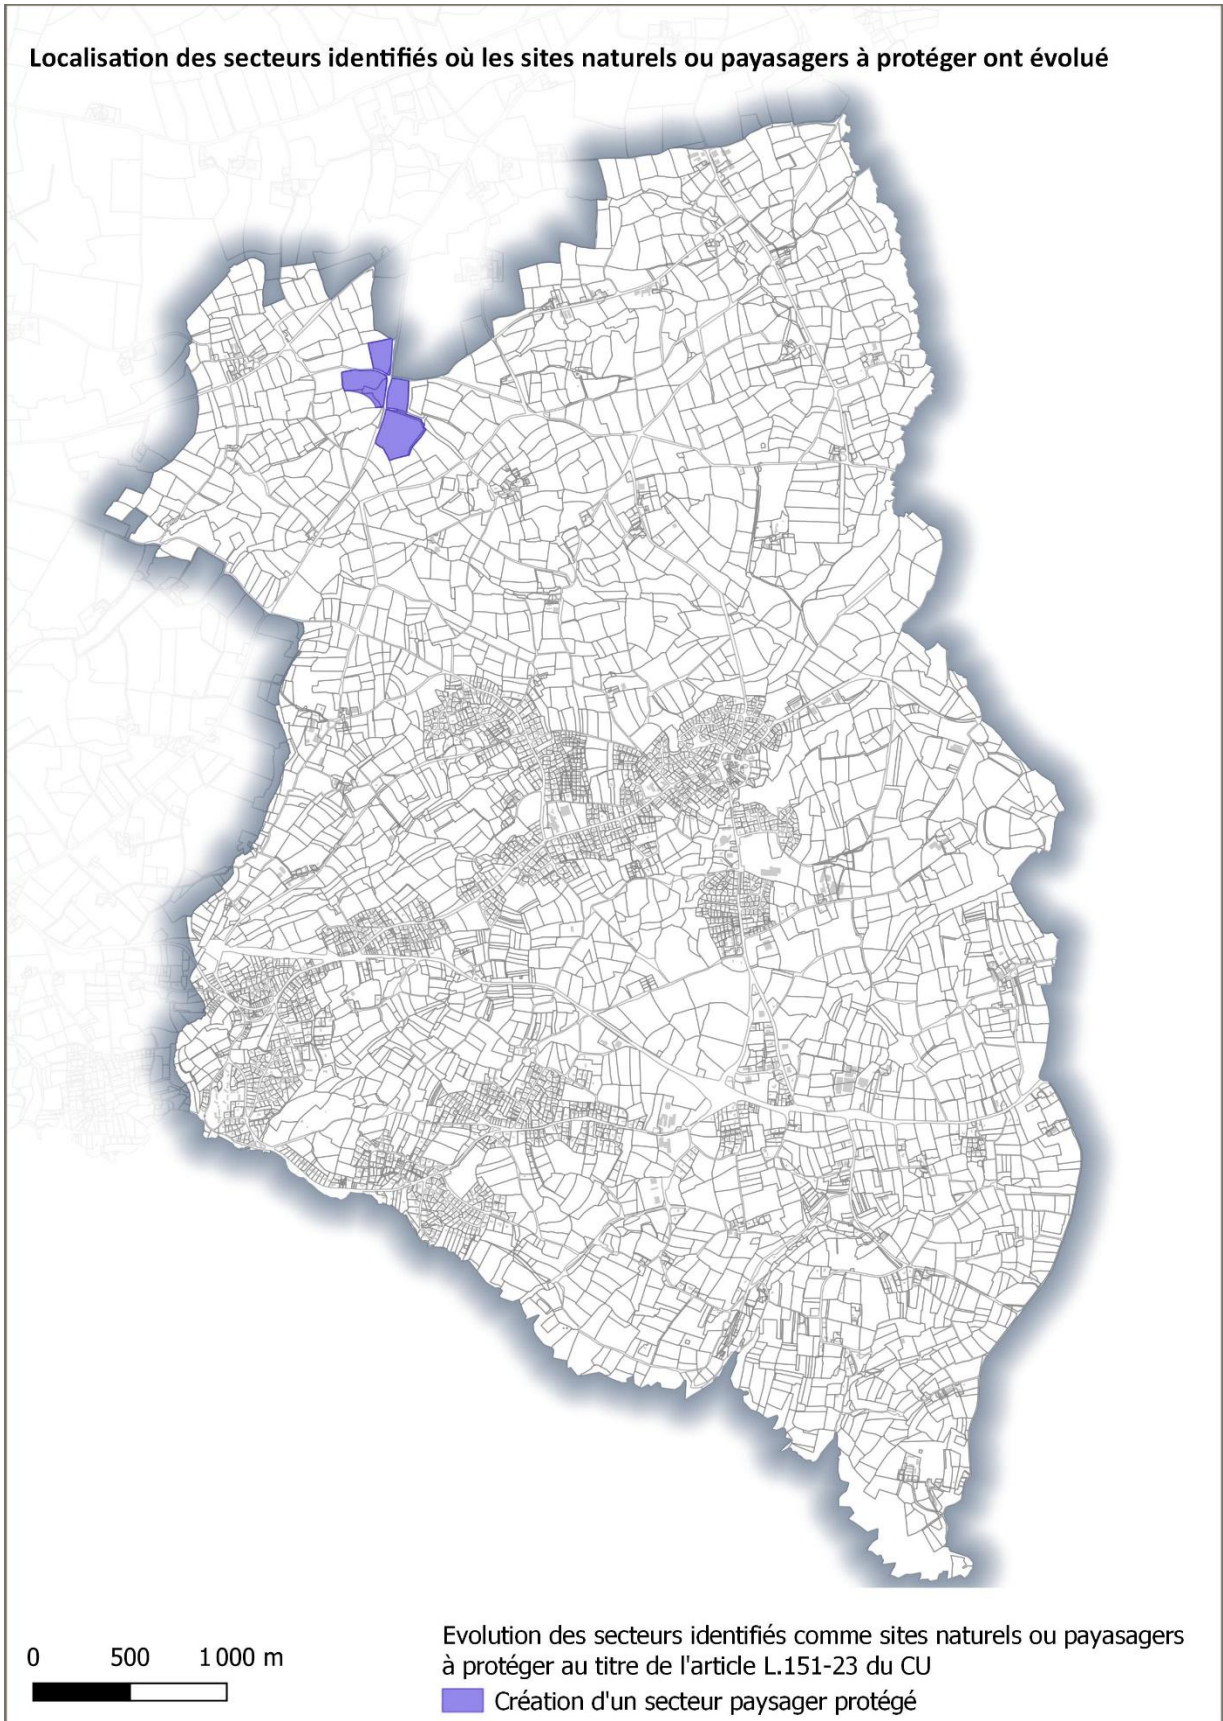 Localisation des secteurs identifiés où les sites naturels ou payasagers à protéger ont évolué
0 500 1 000 m
Evolution des secteurs identifiés comme sites naturels ou payasagers
à protéger au titre de l'article L.151-23 du CU
Création d'un secteur paysager protégé